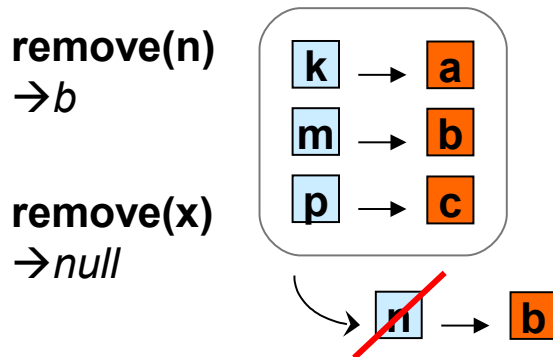 remove(n)
→b
remove(x)
→null
k → a
m → b
p → c
n → b